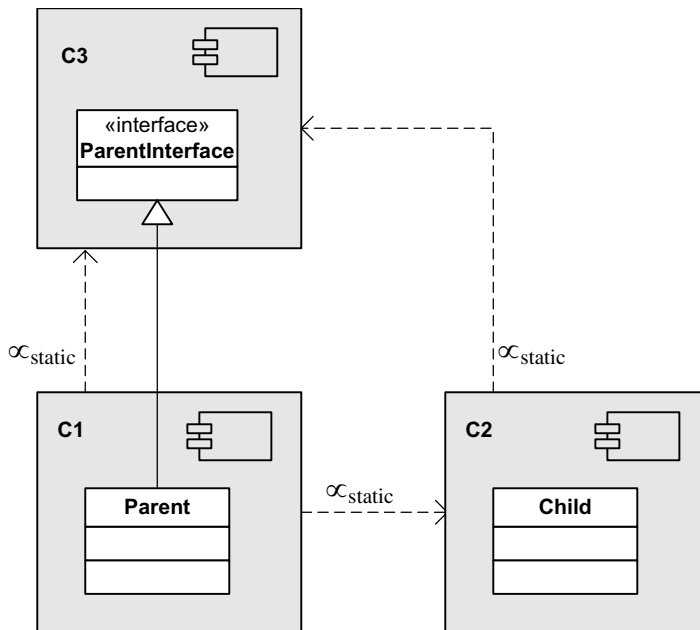 C3
«interface»
ParentInterface
∝static
∝static
C1
C2
Parent
∝static
Child